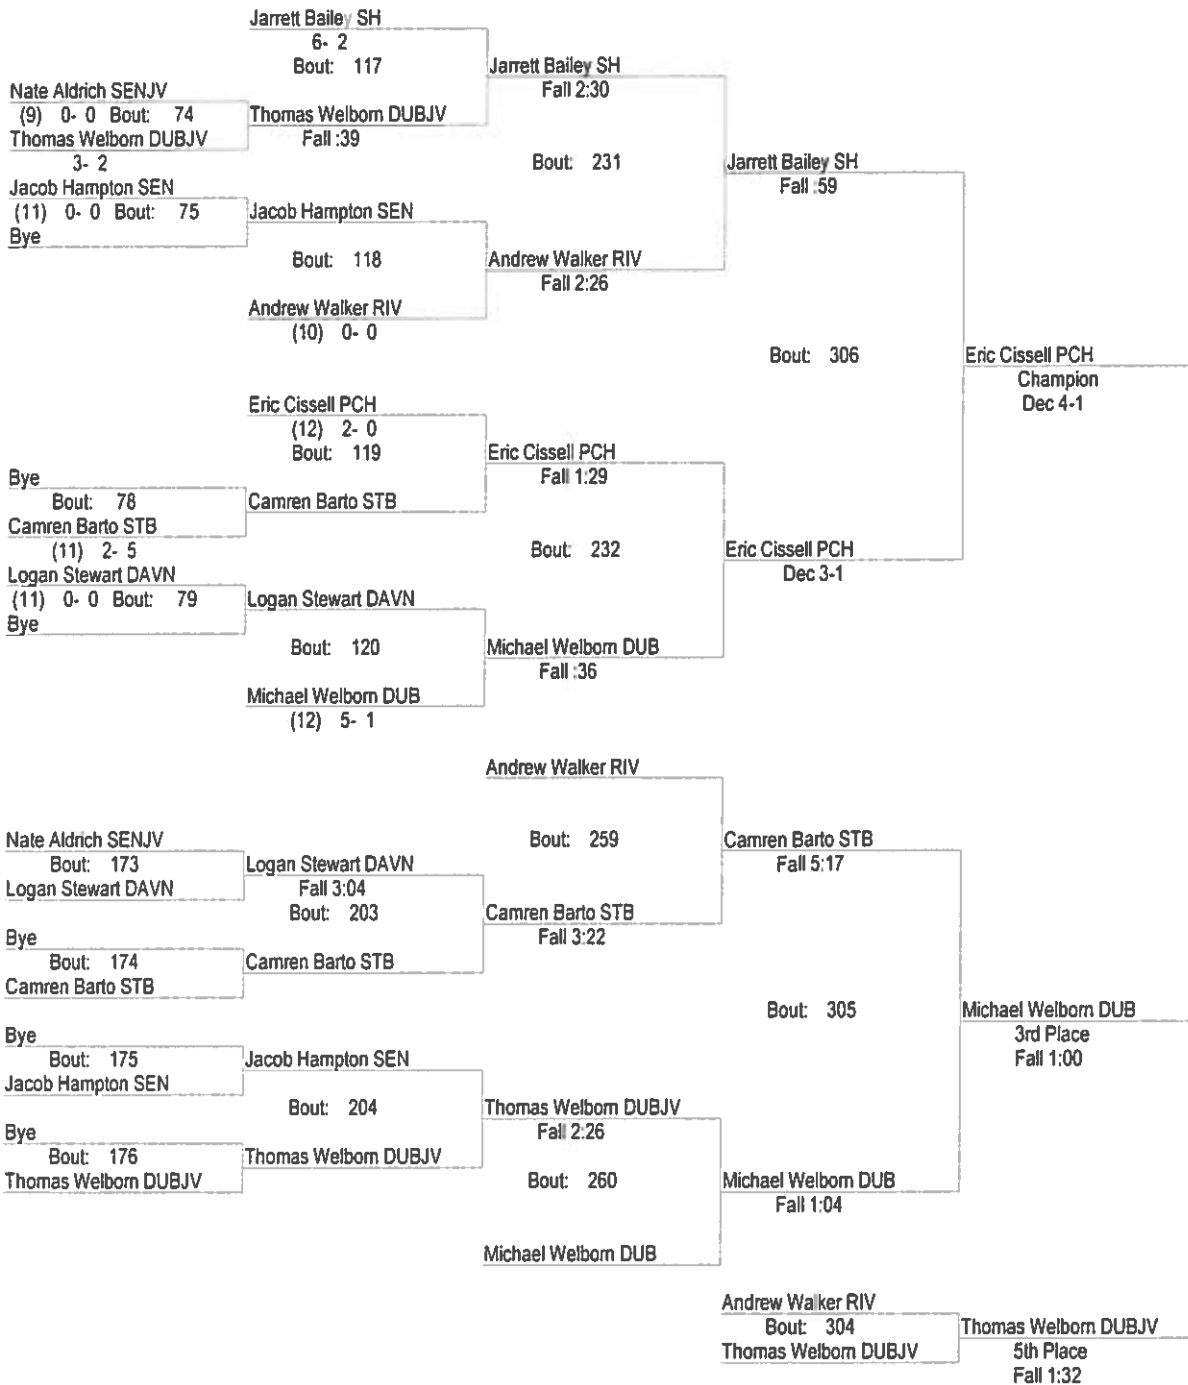 Jarrett Bailey SH
6- 2
Bout: 117
Jarrett Bailey SH
Fall 2:30
Nate Aldrich SENJV
(9) 0- 0 Bout: 74
Thomas Welborn DUBJV
Thomas Welborn DUBJV
Fall :39
3- 2
Bout: 231
Jarrett Bailey SH
Fall :59
Jacob Hampton SEN
(11) 0- 0 Bout: 75
Jacob Hampton SEN
Bye
Bout: 118
Andrew Walker RIV
Fall 2:26
Andrew Walker RIV
(10) 0- 0
Bout: 306
Eric Cissell PCH
Champion
Dec 4-1
Eric Cissell PCH
(12) 2- 0
Bout: 119
Eric Cissell PCH
Fall 1:29
Bye
Bout: 78
Camren Barto STB
Camren Barto STB
(11) 2- 5
Bout: 232
Eric Cissell PCH
Dec 3-1
Logan Stewart DAVN
(11) 0- 0 Bout: 79
Logan Stewart DAVN
Bye
Bout: 120
Michael Welborn DUB
Fall :36
Michael Welborn DUB
(12) 5- 1
Andrew Walker RIV
Bout: 259
Camren Barto STB
Fall 5:17
Nate Aldrich SENJV
Bout: 173
Logan Stewart DAVN
Logan Stewart DAVN
Fall 3:04
Bout: 203
Camren Barto STB
Fall 3:22
Bye
Bout: 174
Camren Barto STB
Camren Barto STB
Bout: 305
Michael Welborn DUB
3rd Place
Fall 1:00
Bye
Bout: 175
Jacob Hampton SEN
Jacob Hampton SEN
Bout: 204
Thomas Welborn DUBJV
Fall 2:26
Bye
Bout: 176
Thomas Welborn DUBJV
Thomas Welborn DUBJV
Bout: 260
Michael Welborn DUB
Fall 1:04
Michael Welborn DUB
Andrew Walker RIV
Bout: 304
Thomas Welborn DUBJV
Thomas Welborn DUBJV
5th Place
Fall 1:32